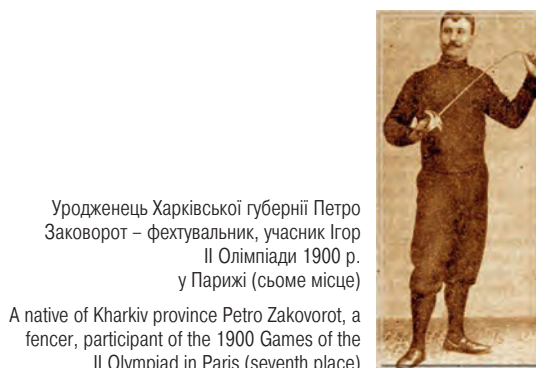 Уродженець Харківської губернії Петро
Заковорот – фехтувальник, учасник Ігор
II Олімпіади 1900 р.
у Парижі (сьоме місце)
A native of Kharkiv province Petro Zakovorot, a
fencer, participant of the 1900 Games of the
II Olympiad in Paris (seventh place)